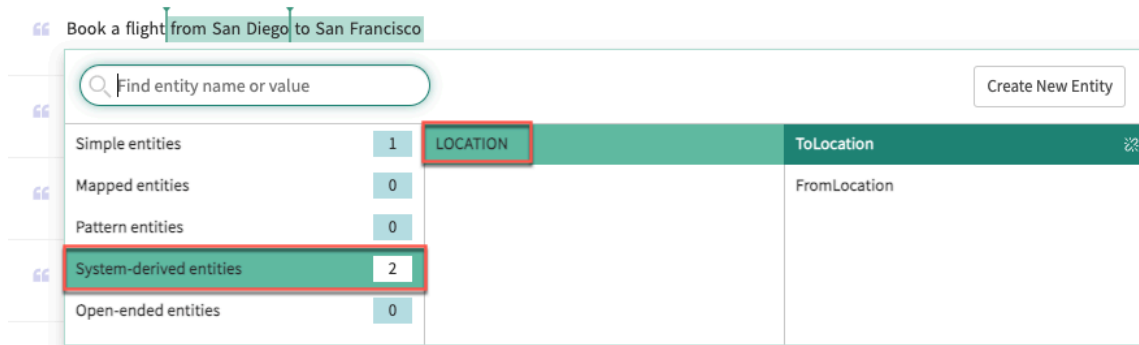 Book a flight from San Diego to San Francisco
Find entity name or value
Create New Entity
Simple entities 1 LOCATION ToLocation
Mapped entities 0 FromLocation
Pattern entities 0
System-derived entities 2
Open-ended entities 0